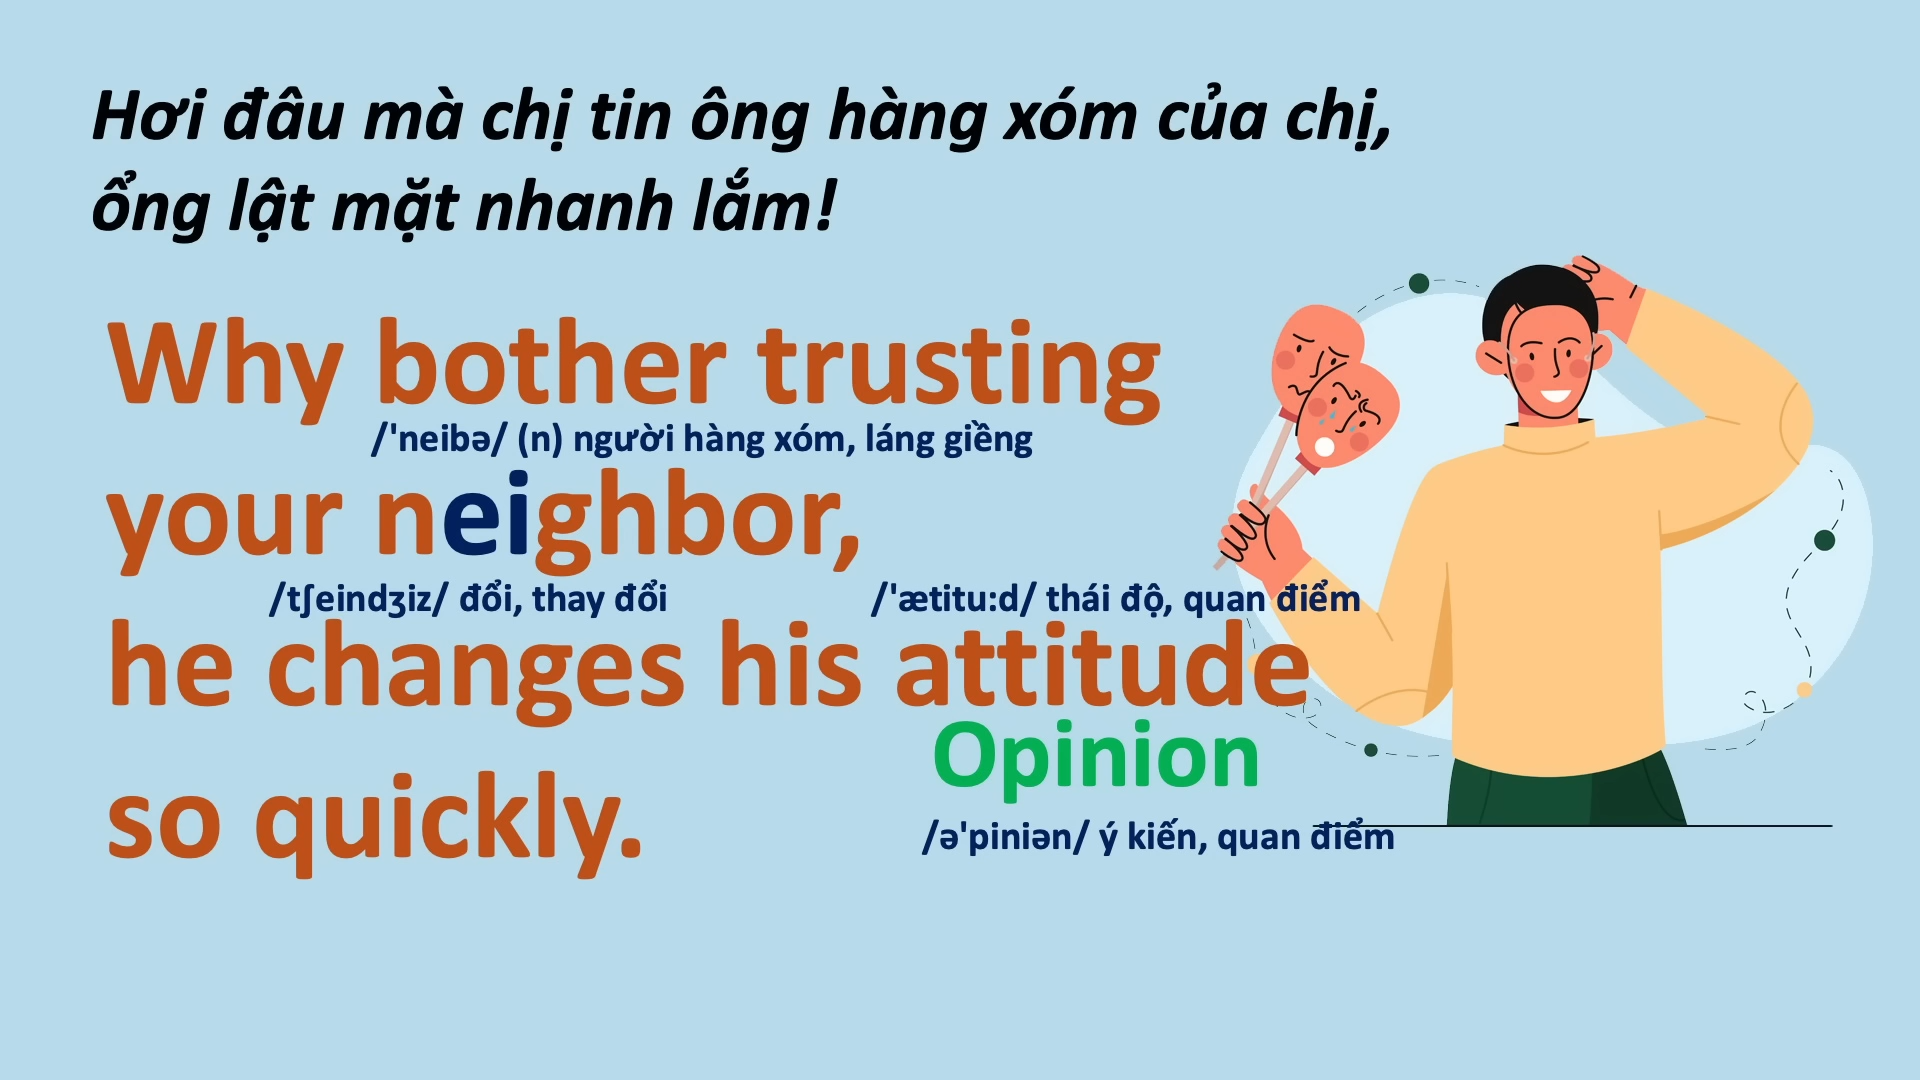 Hơi đâu mà chị tin ông hàng xóm của chị,
ổng lật mặt nhanh lắm!
Why bother trusting
/'neibə/ (n) người hàng xóm, láng giềng
your neighbor,
/tʃeindʒiz/ đổi, thay đổi
/'ætitu:d/ thái độ, quan điểm
he changes his attitude
Opinion
so quickly.
/ə'piniən/ ý kiến, quan điểm